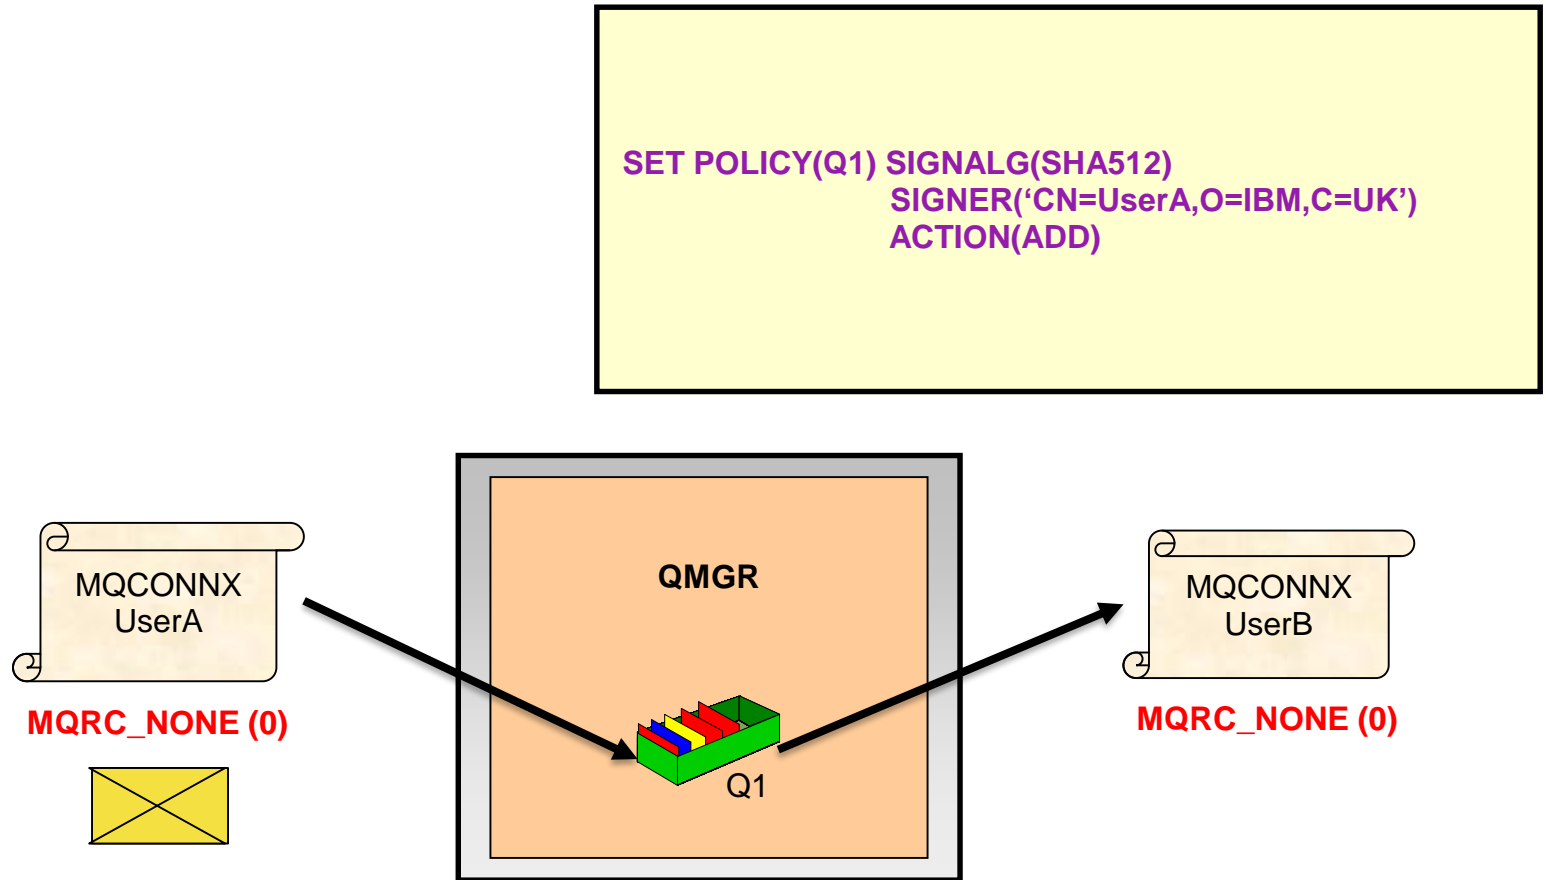 SET POLICY(Q1) SIGNALG(SHA512)
SIGNER(‘CN=UserA,O=IBM,C=UK’)
ACTION(ADD)
MQCONNX
UserA
MQRC_NONE (0)
QMGR
Q1
MQCONNX
UserB
MQRC_NONE (0)